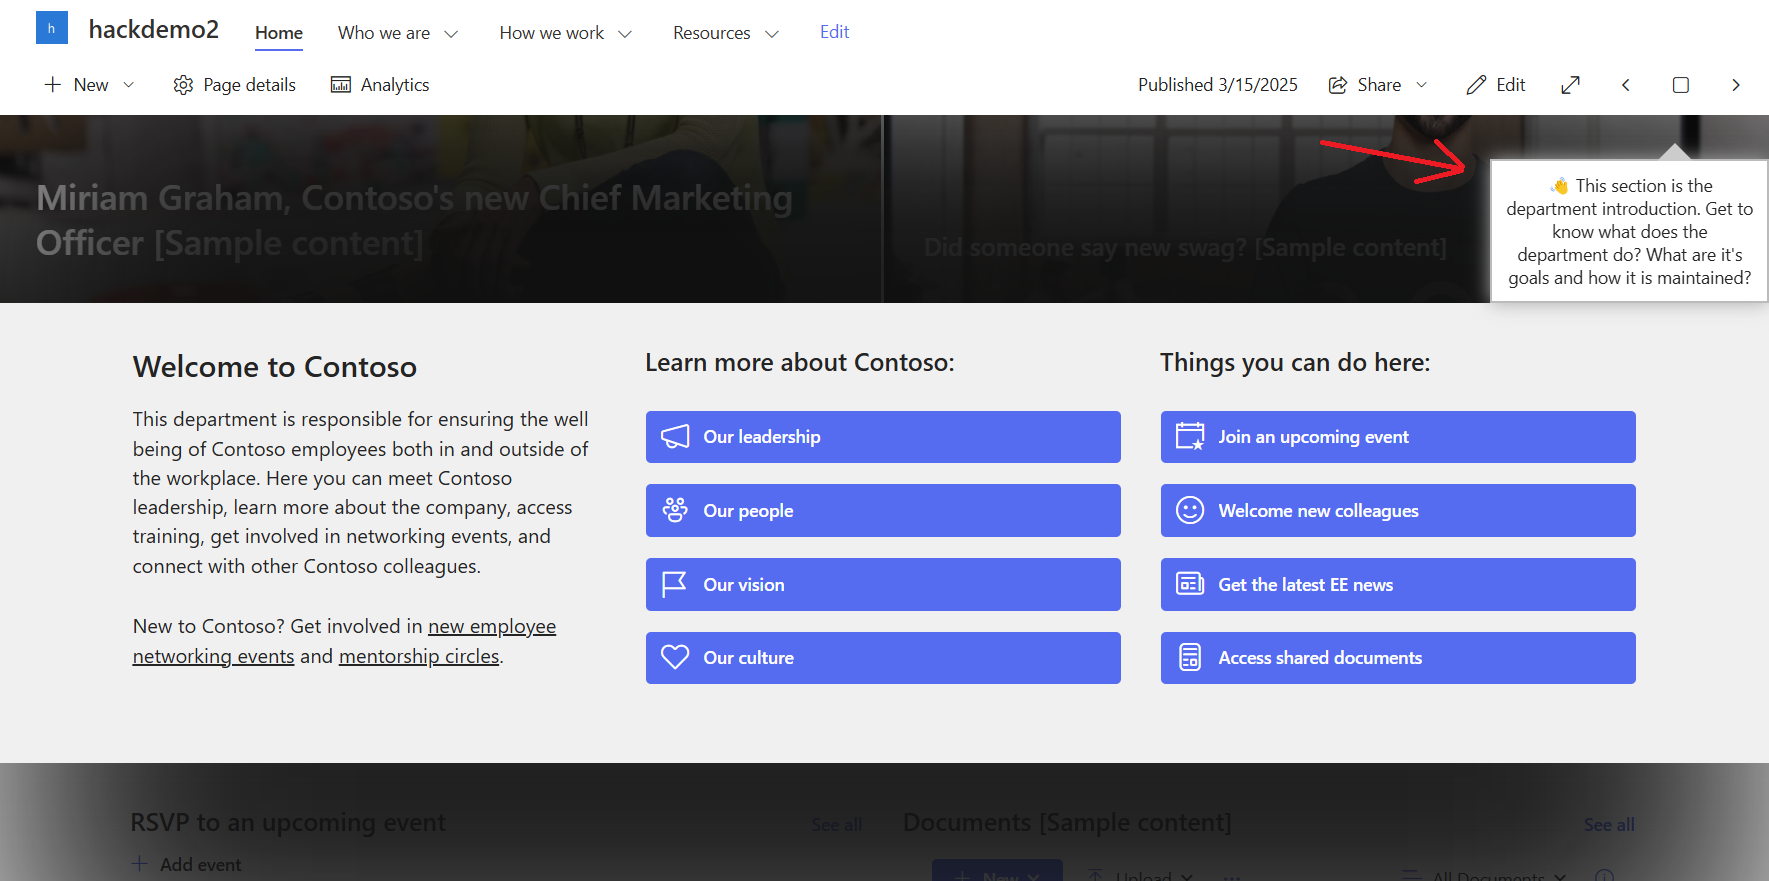 h hackdemo2 Home Who we are How we work Resources Edit
New Page details Analytics Published 3/15/2025 Share Edit
Miriam Graham, Contoso's new Chief Marketing
Officer [Sample content]
Did someone say new swag? [Sample content]
👋 This section is the
department introduction. Get to
know what does the
department do? What are it's
goals and how it is maintained?
Welcome to Contoso
This department is responsible for ensuring the well
being of Contoso employees both in and outside of
the workplace. Here you can meet Contoso
leadership, learn more about the company, access
training, get involved in networking events, and
connect with other Contoso colleagues.
New to Contoso? Get involved in new employee
networking events and mentorship circles.
Learn more about Contoso:
Our leadership
Our people
Our vision
Our culture
Things you can do here:
Join an upcoming event
Welcome new colleagues
Get the latest EE news
Access shared documents
RSVP to an upcoming event See all
Add event
Documents [Sample content] See all
New Upload All Documents